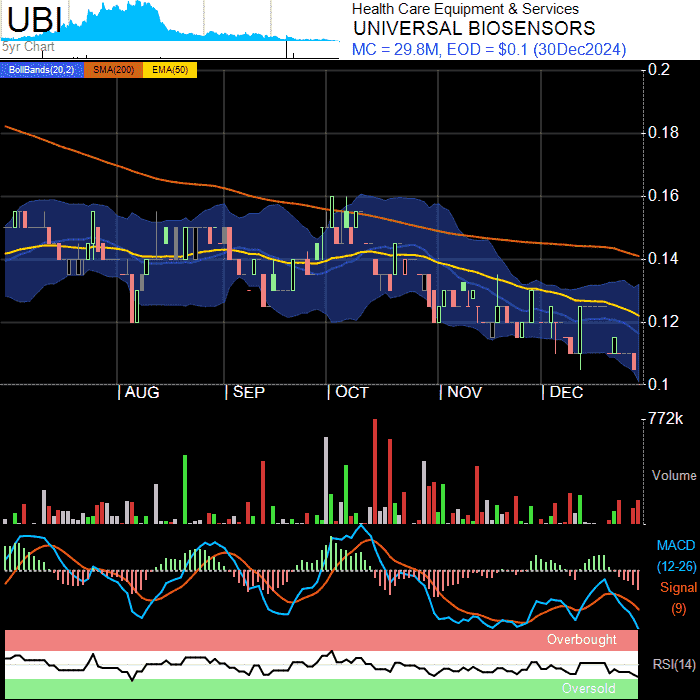 UBI
5yr Chart
Health Care Equipment & Services
UNIVERSAL BIOSENSORS
MC = 29.8M, EOD = $0.1 (30Dec2024)
BollBands(20,2) SMA(200) EMA(50)
0.2
0.18
0.16
0.14
0.12
0.1
AUG SEP OCT NOV DEC
772k
Volume
MACD
(12-26)
Signal
(9)
Overbought
RSI(14)
Oversold